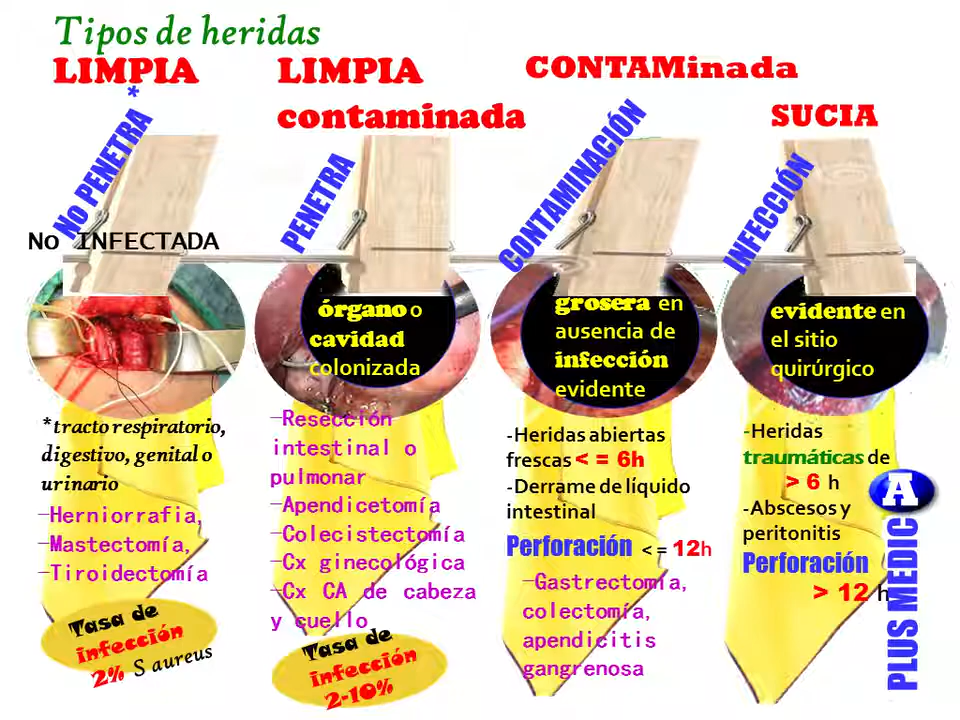 Tipos de heridas
LIMPIA
No PENETRA *
No INFECTADA
*tracto respiratorio,
digestivo, genital o
urinario
-Herniorrafia,
-Mastectomía,
-Tiroidectomía
Tasa de
infección
2% S aureus
LIMPIA
contaminada
PENETRA
órgano o
cavidad
colonizada
-Resección
intestinal o
pulmonar
-Apendicetomía
-Colecistectomía
-Cx ginecológica
-Cx CA de cabeza
y cuello
Tasa de
infección
2-10%
CONTAMinada
CONTAMINACIÓN
grosera en
ausencia de
infección
evidente
-Heridas abiertas
frescas < = 6h
-Derrame de líquido
intestinal
Perforación < = 12h
-Gastrectomía,
colectomía,
apendicitis
gangrenosa
SUCIA
INFECCIÓN
evidente en
el sitio
quirúrgico
-Heridas
traumáticas de
> 6 h
-Abscesos y
peritonitis
Perforación
> 12 h
PLUS MEDIC A